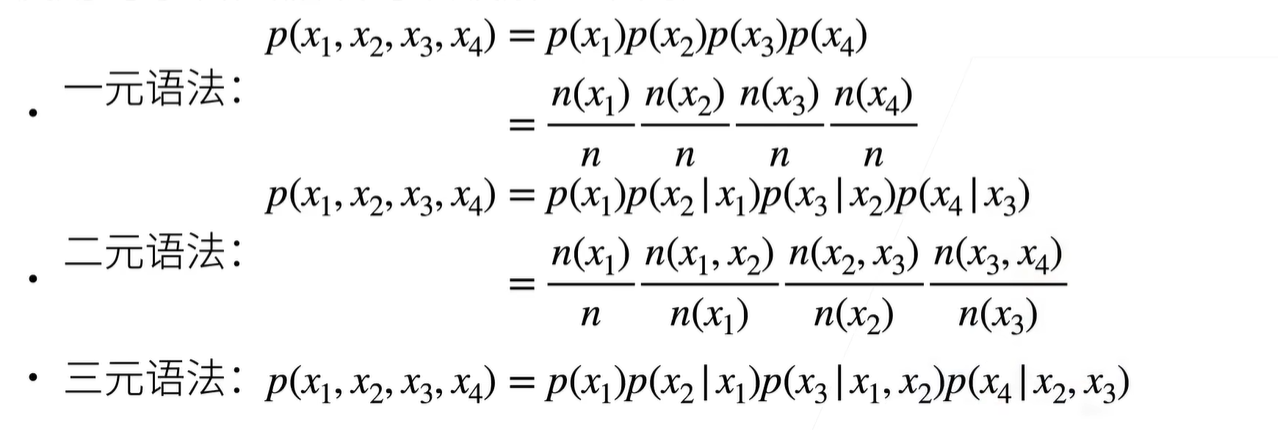 p(x₁, x₂, x₃, x₄) = p(x₁)p(x₂)p(x₃)p(x₄)
• 一元语法：
= n(x₁)/n n(x₂)/n n(x₃)/n n(x₄)/n
p(x₁, x₂, x₃, x₄) = p(x₁)p(x₂|x₁)p(x₃|x₂)p(x₄|x₃)
• 二元语法：
= n(x₁)/n n(x₁, x₂)/n(x₁) n(x₂, x₃)/n(x₂) n(x₃, x₄)/n(x₃)
• 三元语法：p(x₁, x₂, x₃, x₄) = p(x₁)p(x₂|x₁)p(x₃|x₁, x₂)p(x₄|x₂, x₃)